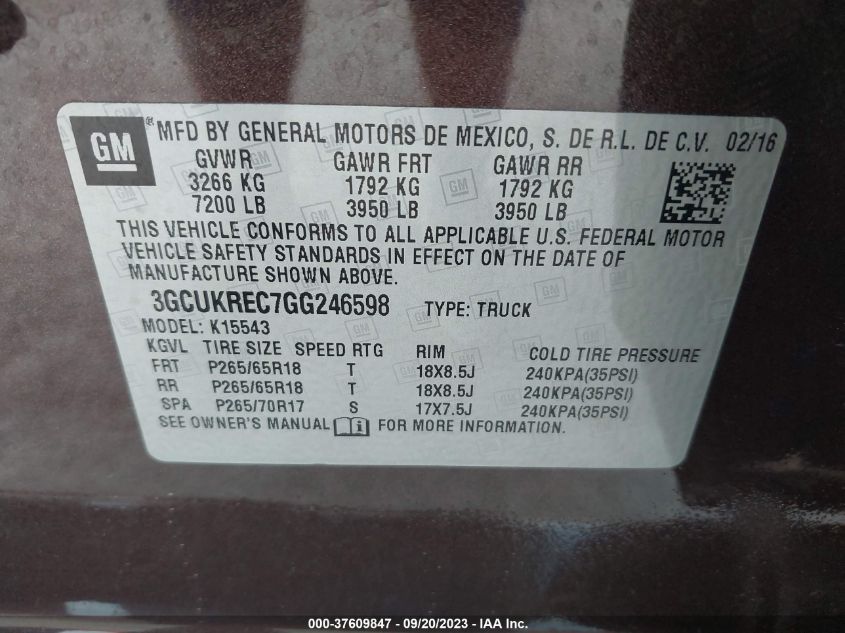 GM ® MFD BY GENERAL MOTORS DE MEXICO, S. DE R.L. DE C.V. 02/16
GVWR GAWR FRT GAWR RR
3266 KG 1792 KG 1792 KG
7200 LB 3950 LB 3950 LB
THIS VEHICLE CONFORMS TO ALL APPLICABLE U.S. FEDERAL MOTOR
VEHICLE SAFETY STANDARDS IN EFFECT ON THE DATE OF
MANUFACTURE SHOWN ABOVE.
3GCUKREC7GG246598 TYPE: TRUCK
MODEL: K15543
KGVL TIRE SIZE SPEED RTG RIM COLD TIRE PRESSURE
FRT P265/65R18 T 18X8.5J 240KPA(35PSI)
RR P265/65R18 T 18X8.5J 240KPA(35PSI)
SPA P265/70R17 S 17X7.5J 240KPA(35PSI)
SEE OWNER'S MANUAL FOR MORE INFORMATION.
000-37609847 - 09/20/2023 - IAA Inc.